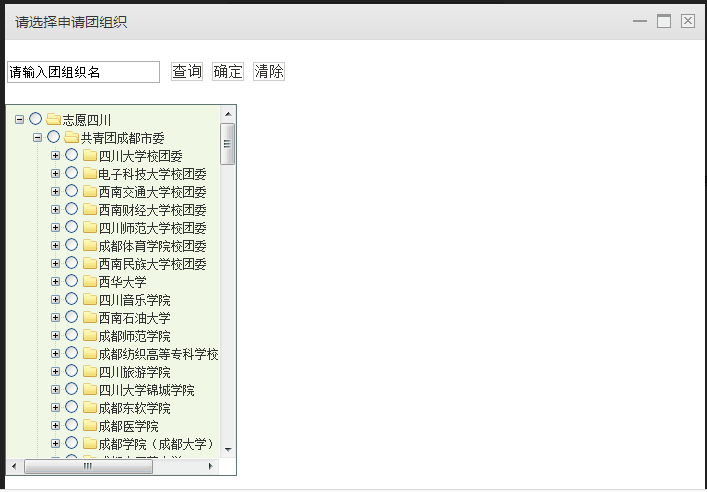 请选择申请团组织
请输入团组织名 查询 确定 清除
志愿四川
共青团成都市委
四川大学校团委
电子科技大学校团委
西南交通大学校团委
西南财经大学校团委
四川师范大学校团委
成都体育学院校团委
西南民族大学校团委
西华大学
四川音乐学院
西南石油大学
成都师范学院
成都纺织高等专科学校
四川旅游学院
四川大学锦城学院
成都东软学院
成都医学院
成都学院（成都大学）